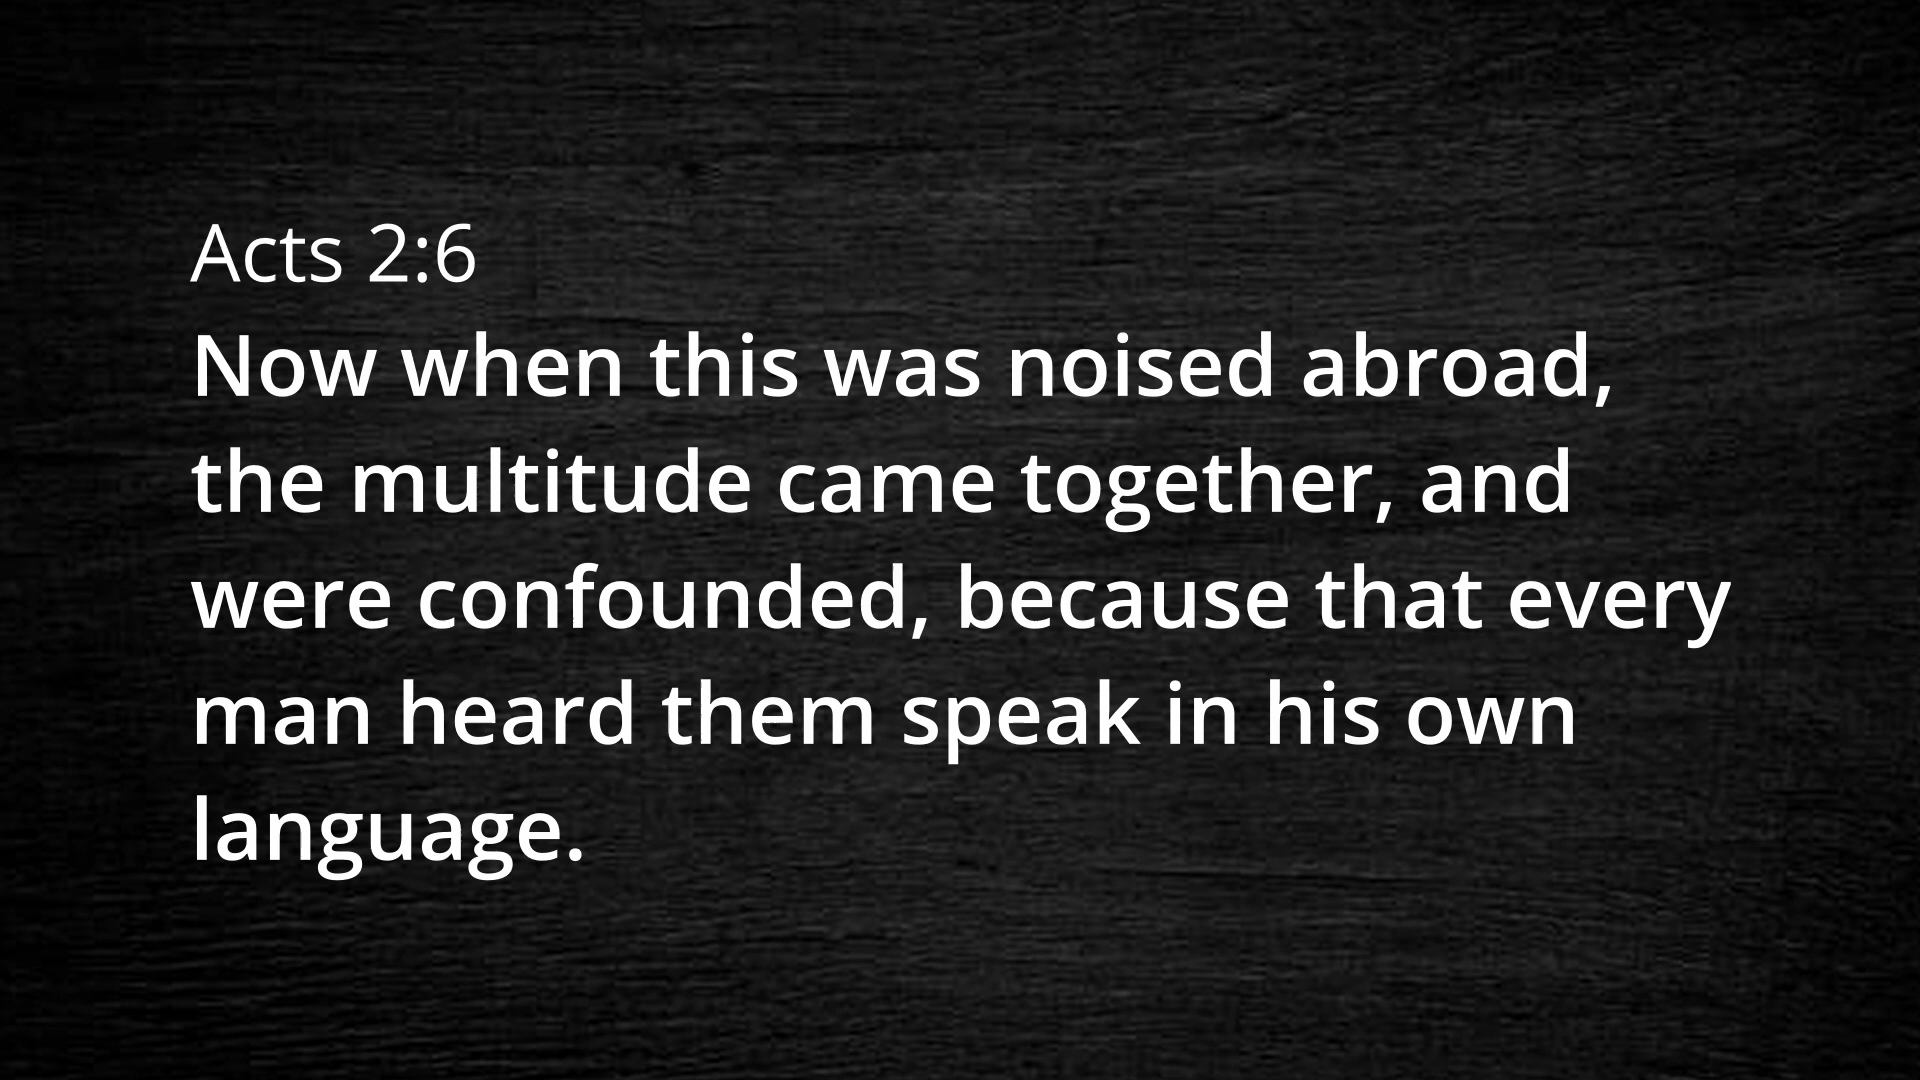 Acts 2:6
Now when this was noised abroad,
the multitude came together, and
were confounded, because that every
man heard them speak in his own
language.